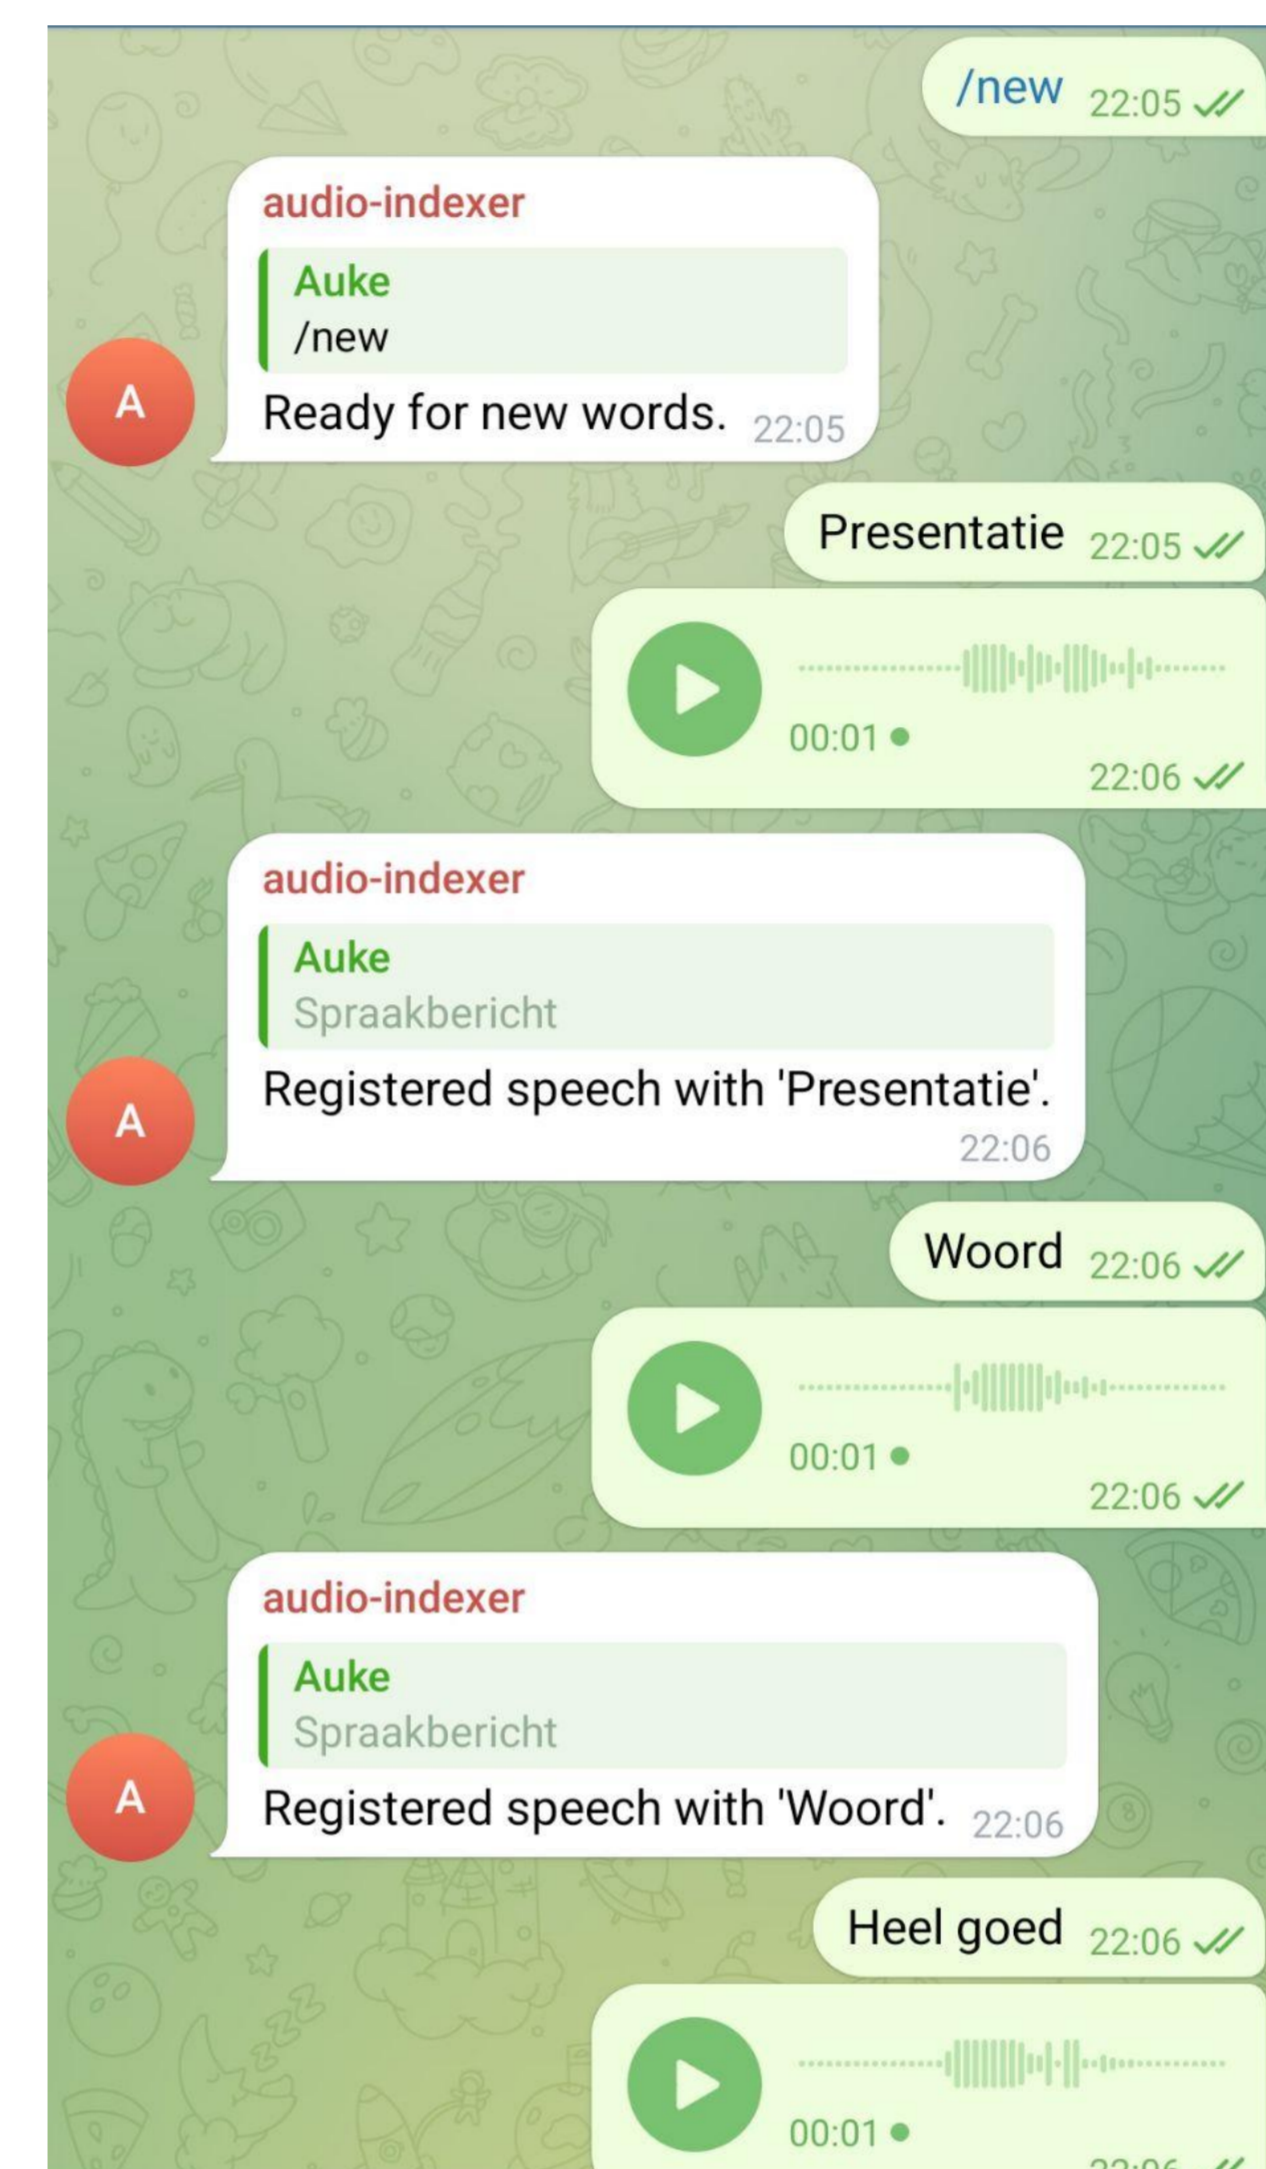 /new 22:05
audio-indexer
Auke
/new
A
Ready for new words. 22:05
Presentatie 22:05
00:01
22:06
audio-indexer
Auke
Spraakbericht
Registered speech with 'Presentatie'.
A
22:06
Woord 22:06
00:01
22:06
audio-indexer
Auke
Spraakbericht
A
Registered speech with 'Woord'. 22:06
Heel goed 22:06
00:01
22:06